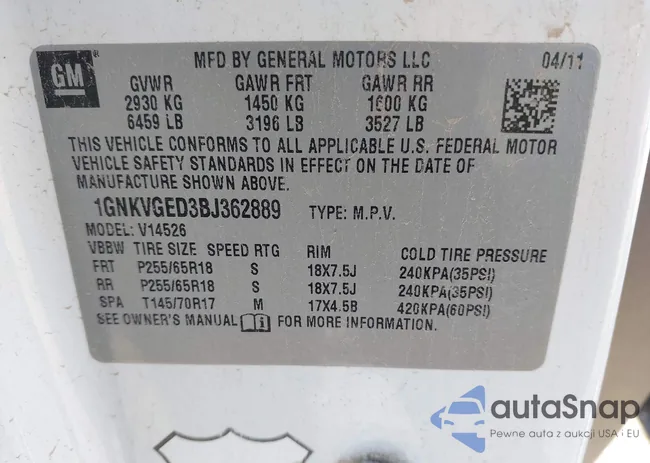 GM
MFD BY GENERAL MOTORS LLC 04/11
GVWR GAWR FRT GAWR RR
2930 KG 1450 KG 1600 KG
6459 LB 3196 LB 3527 LB
THIS VEHICLE CONFORMS TO ALL APPLICABLE U.S. FEDERAL MOTOR
VEHICLE SAFETY STANDARDS IN EFFECT ON THE DATE OF
MANUFACTURE SHOWN ABOVE.
1GNKVGED3BJ362889 TYPE: M.P.V.
MODEL: V14526
VBBW TIRE SIZE SPEED RTG RIM COLD TIRE PRESSURE
FRT P255/65R18 S 18X7.5J 240KPA(35PSI)
RR P255/65R18 S 18X7.5J 240KPA(35PSI)
SPA T145/70R17 M 17X4.5B 420KPA(60PSI)
SEE OWNER'S MANUAL FOR MORE INFORMATION.
autaSnap
Pewne auta z aukcji USA · EU